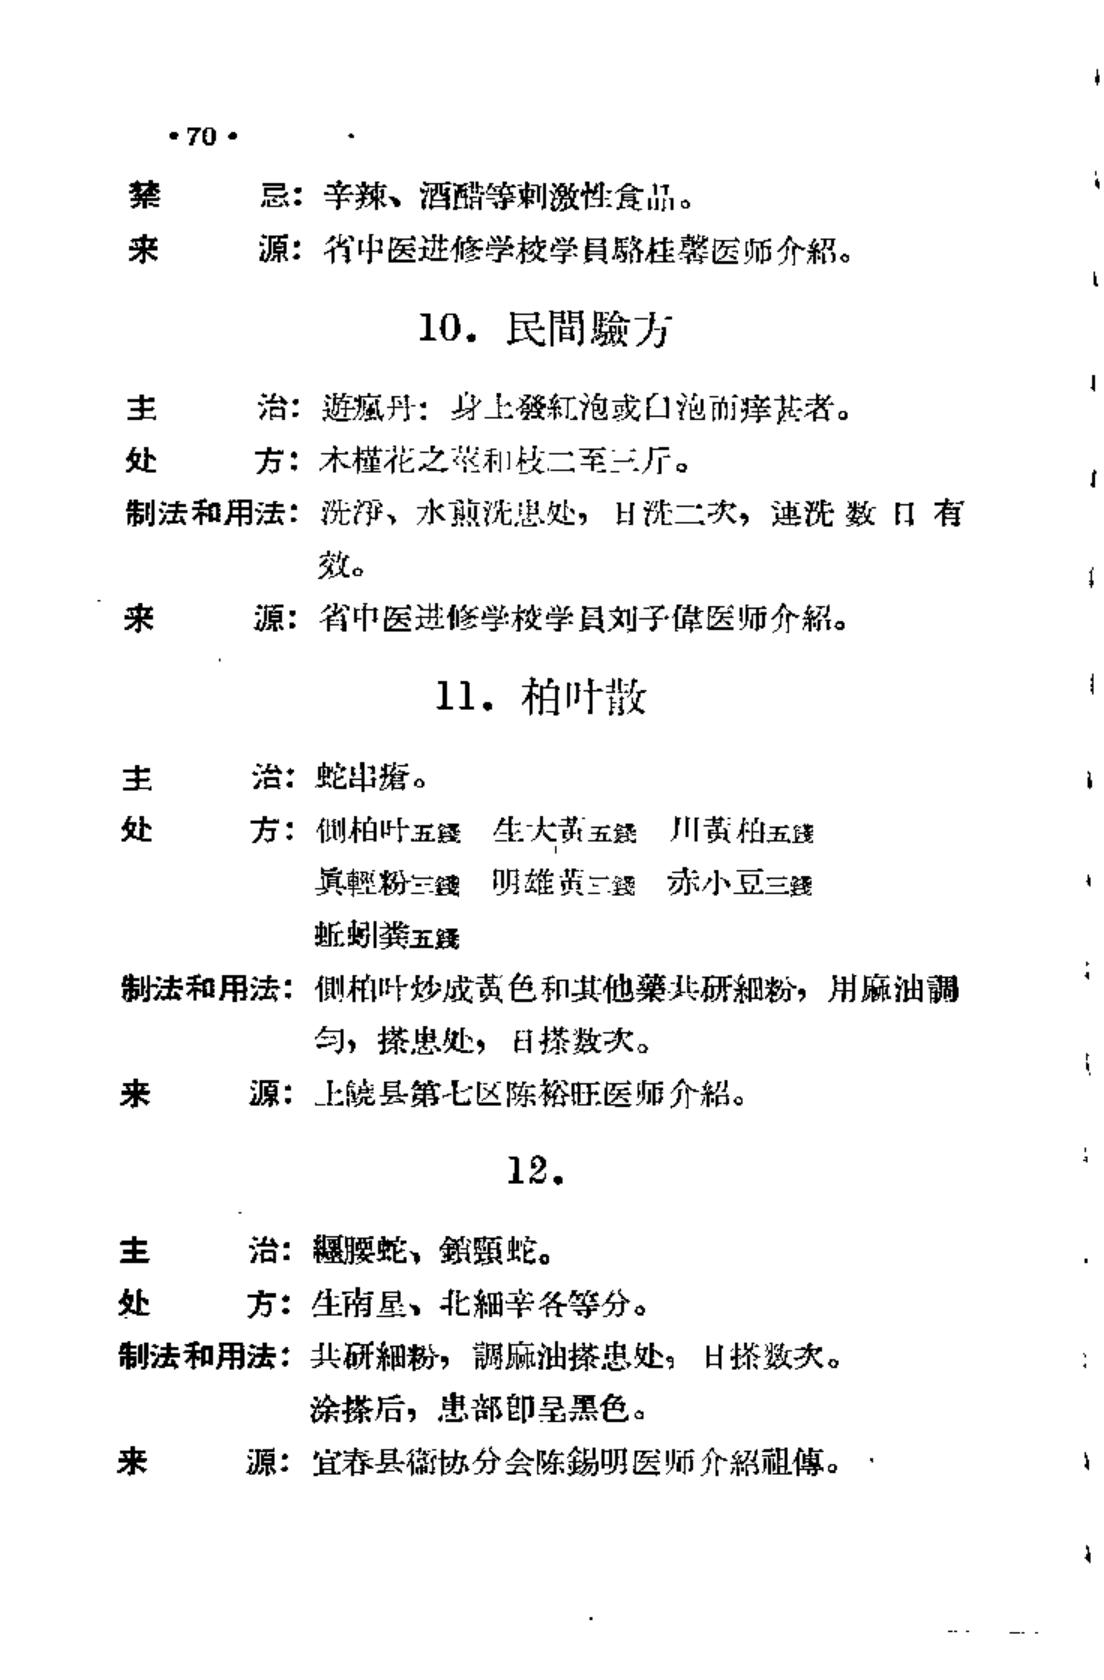 •70•
禁　　忌：辛辣、酒醋等刺激性食品。
来　　源：省中医进修学校学員駱桂馨医师介紹。
10．民間驗方
主　　治：遊瘋丹：身上發紅泡或白泡而痒甚者。
处　　方：木槿花之莖和枝二至三斤。
制法和用法：洗淨、水煎洗患处，日洗二次，連洗数日有
效。
来　　源：省中医进修学校学員刘子偉医师介紹。
11．柏叶散
主　　治：蛇串瘡。
处　　方：側柏叶五錢　生大黃五錢　川黃柏五錢
眞輕粉三錢　明雄黃三錢　赤小豆三錢
蚯蚓粪五錢
制法和用法：側柏叶炒成黃色和其他藥共研細粉，用麻油調
勻，搽患处，日搽数次。
来　　源：上饒县第七区陈裕旺医师介紹。
12．
主　　治：纒腰蛇、鎖頸蛇。
处　　方：生南星、北細辛各等分。
制法和用法：共研細粉，調麻油搽患处，日搽数次。
涂搽后，患部卽呈黑色。
来　　源：宜春县衞协分会陈錫明医师介紹祖傳。